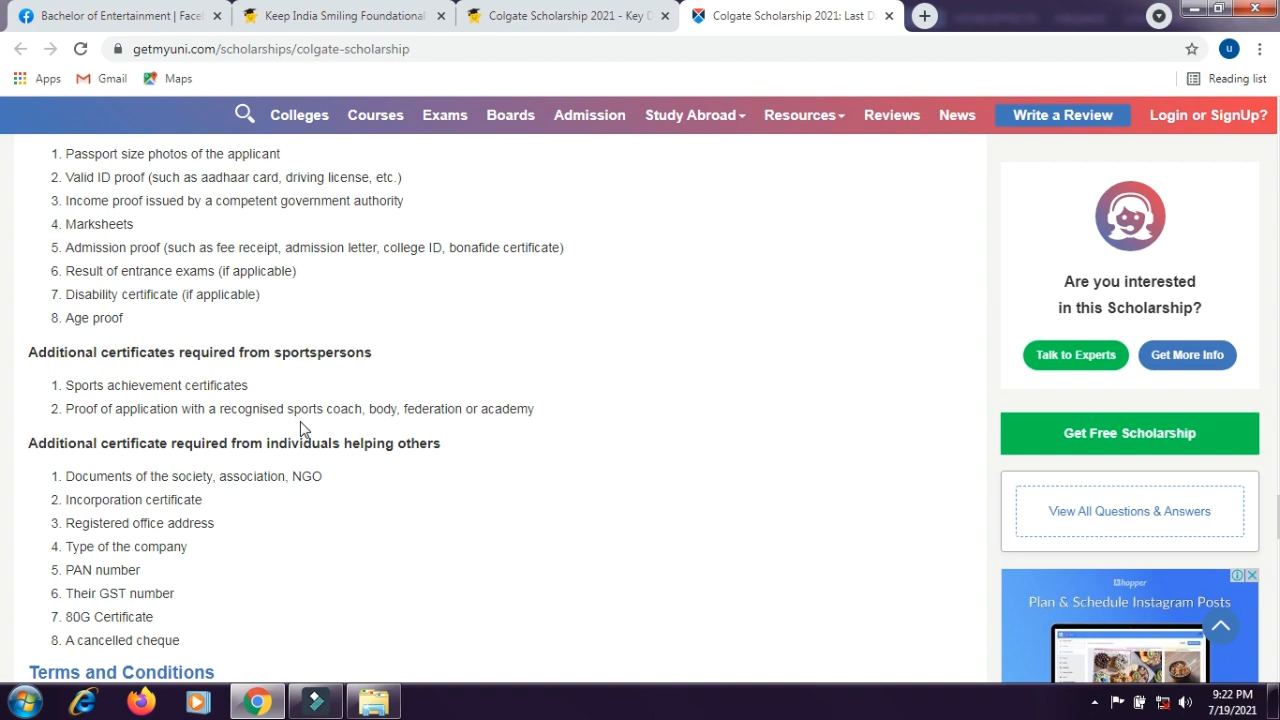 Bachelor of Entertainment | Face
Keep India Smiling Foundational
Colgate Scholarship 2021 - Key D
Colgate Scholarship 2021: Last D
getmyuni.com/scholarships/colgate-scholarship
u
Apps
Gmail
Maps
Reading list
Colleges
Courses
Exams
Boards
Admission
Study Abroad
Resources
Reviews
News
Write a Review
Login or SignUp?
1. Passport size photos of the applicant
2. Valid ID proof (such as aadhaar card, driving license, etc.)
3. Income proof issued by a competent government authority
4. Marksheets
5. Admission proof (such as fee receipt, admission letter, college ID, bonafide certificate)
6. Result of entrance exams (if applicable)
7. Disability certificate (if applicable)
8. Age proof
Additional certificates required from sportspersons
1. Sports achievement certificates
2. Proof of application with a recognised sports coach, body, federation or academy
Additional certificate required from individuals helping others
1. Documents of the society, association, NGO
2. Incorporation certificate
3. Registered office address
4. Type of the company
5. PAN number
6. Their GST number
7. 80G Certificate
8. A cancelled cheque
Terms and Conditions
Are you interested
in this Scholarship?
Talk to Experts
Get More Info
Get Free Scholarship
View All Questions & Answers
hopper
Plan & Schedule Instagram Posts
9:22 PM
7/19/2021